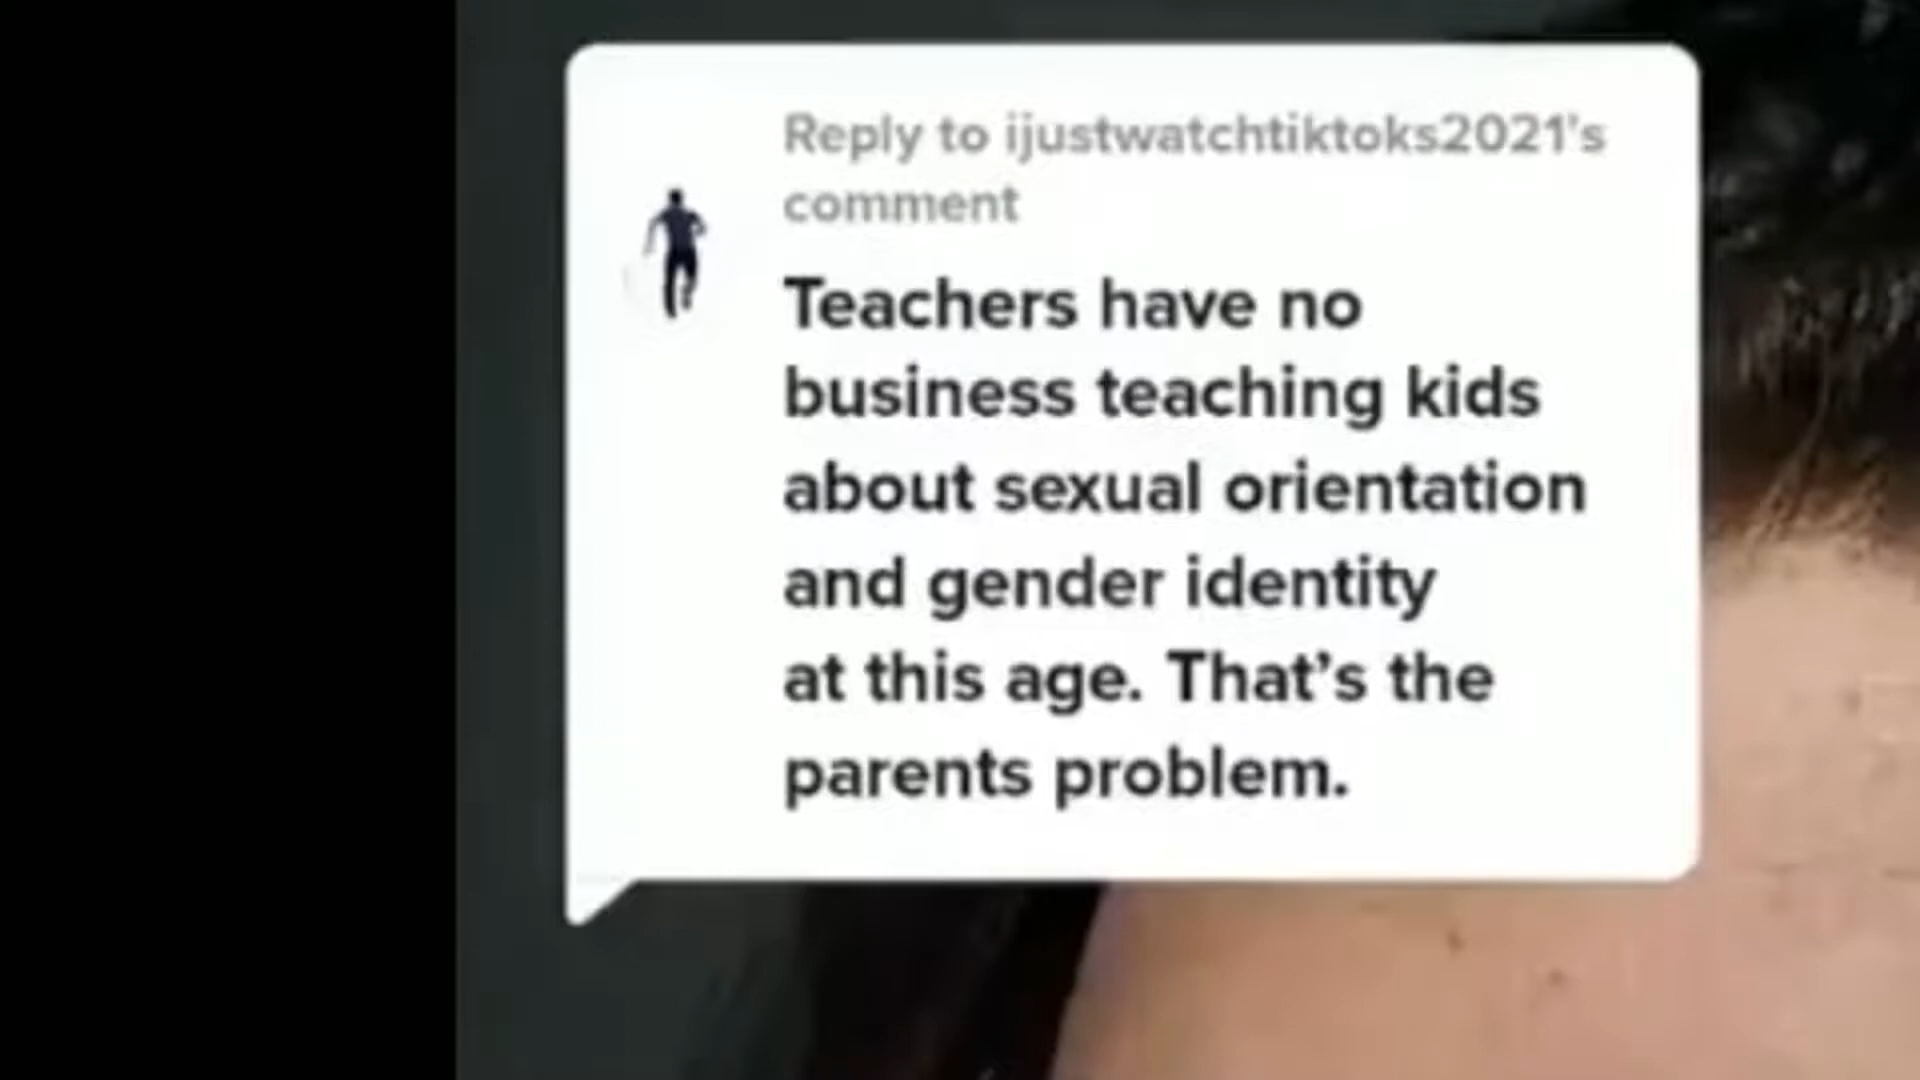 Reply to ijustwatchtiktoks2021's
comment
Teachers have no
business teaching kids
about sexual orientation
and gender identity
at this age. That’s the
parents problem.